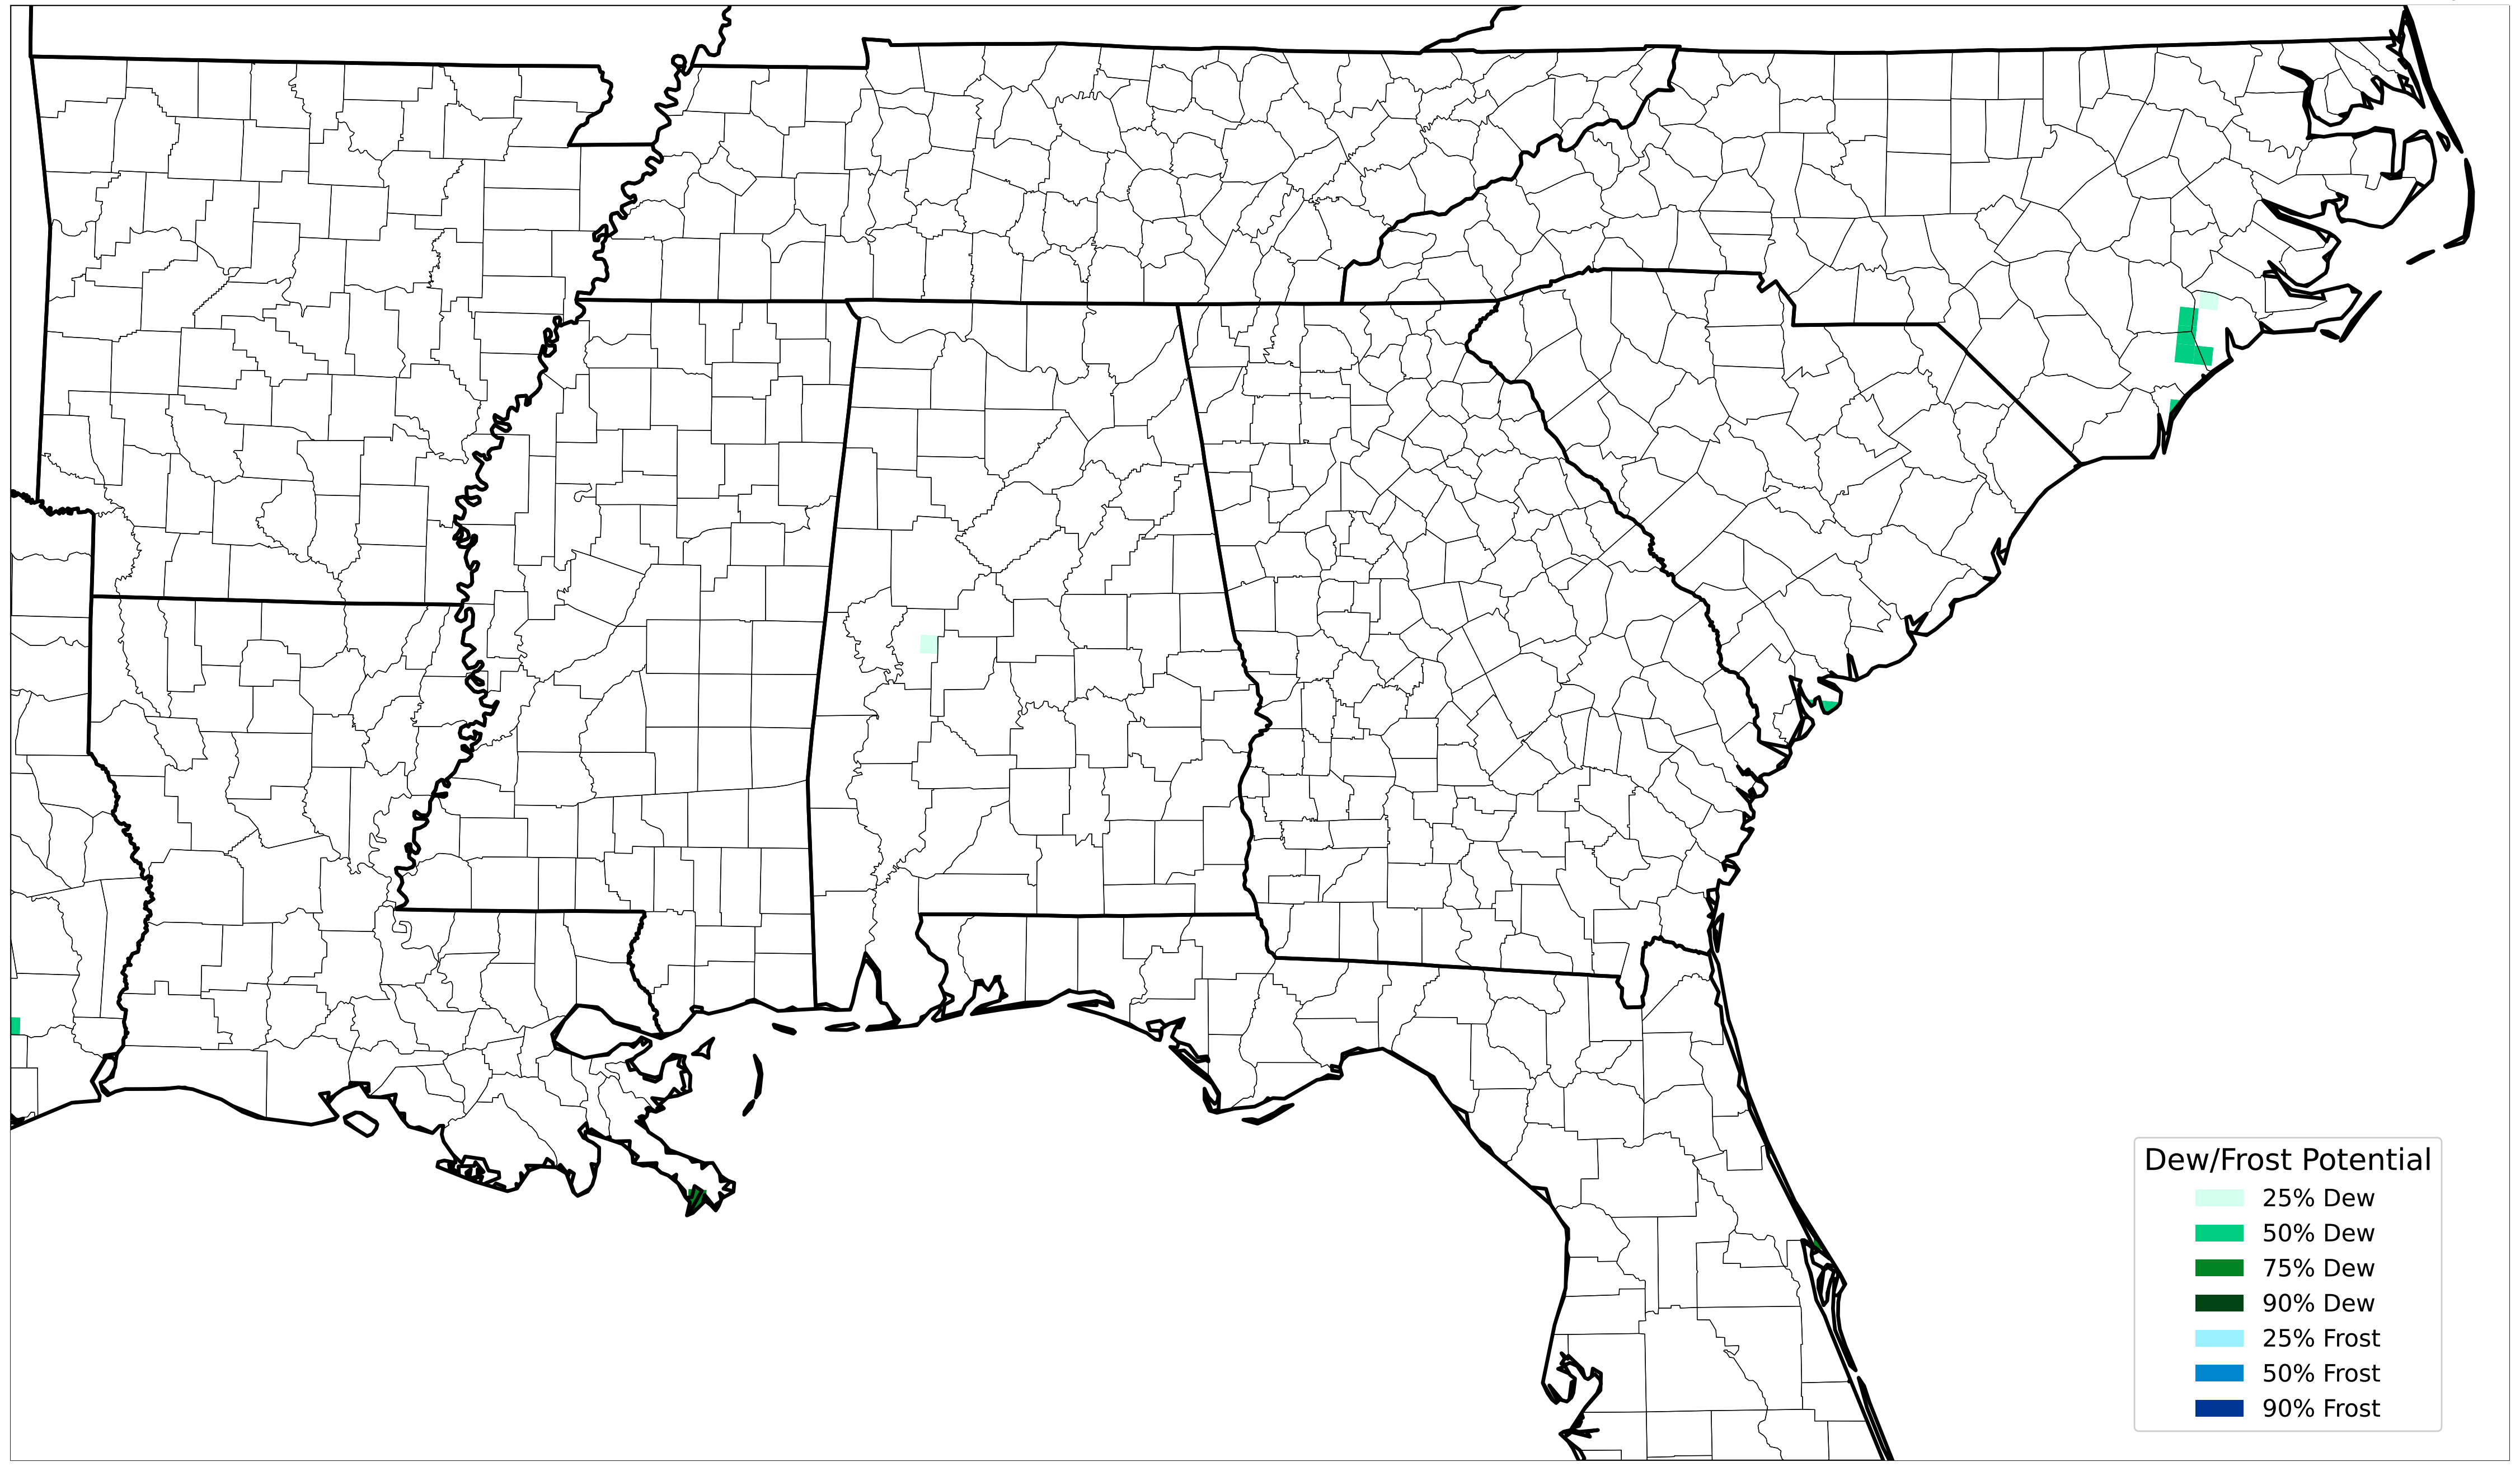 Dew/Frost Potential
25% Dew
50% Dew
75% Dew
90% Dew
25% Frost
50% Frost
90% Frost